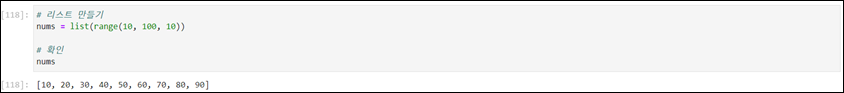 [118]: # 리스트 만들기
nums = list(range(10, 100, 10))
# 확인
nums
[118]: [10, 20, 30, 40, 50, 60, 70, 80, 90]